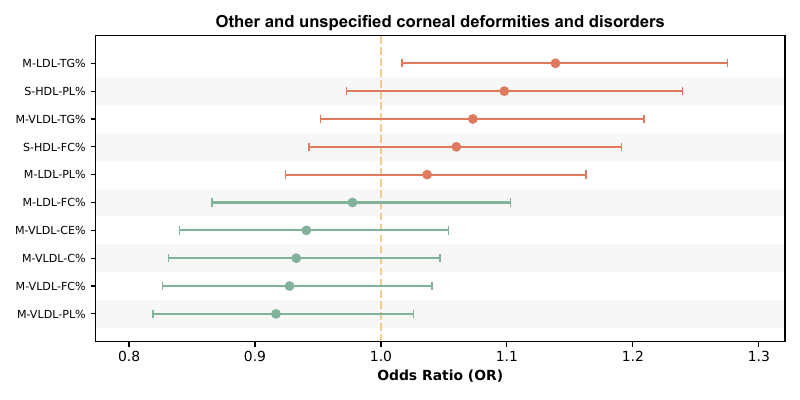 Other and unspecified corneal deformities and disorders
M-LDL-TG%
S-HDL-PL%
M-VLDL-TG%
S-HDL-FC%
M-LDL-PL%
M-LDL-FC%
M-VLDL-CE%
M-VLDL-C%
M-VLDL-FC%
M-VLDL-PL%
0.8 0.9 1.0 1.1 1.2 1.3
Odds Ratio (OR)